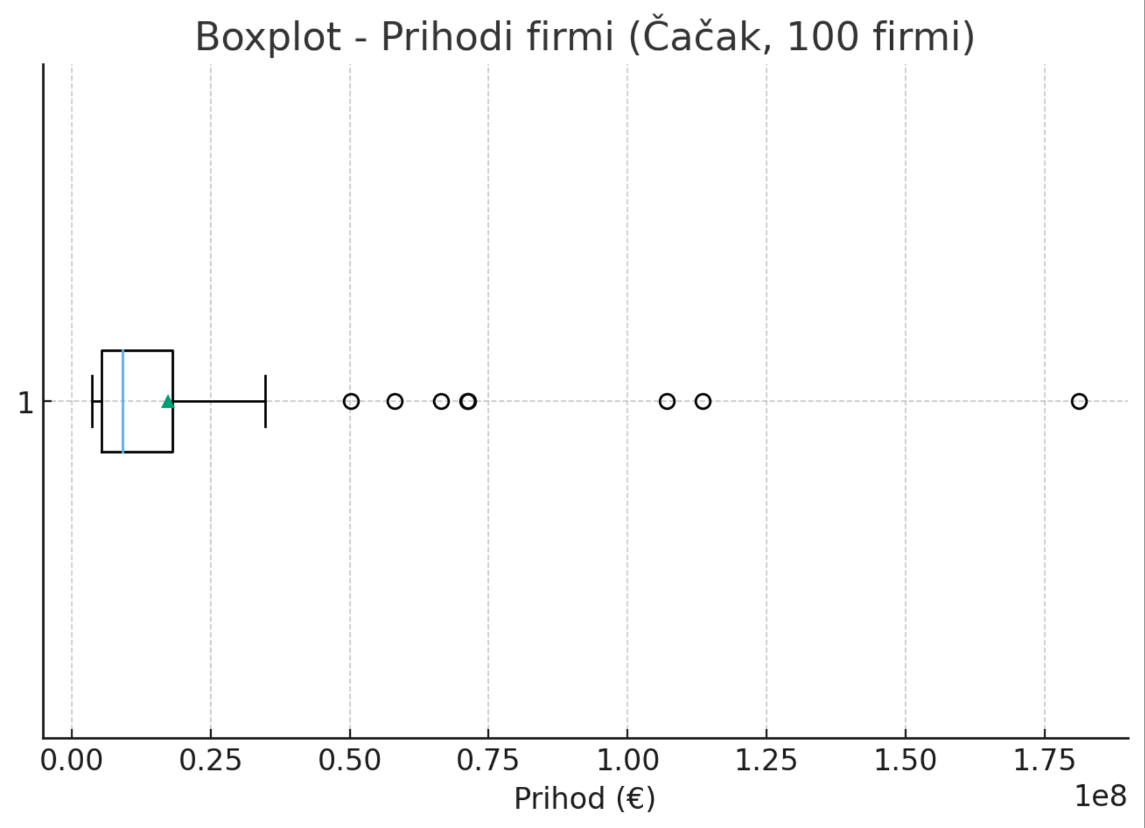 Boxplot - Prihodi firmi (Čačak, 100 firmi)
1
0.00 0.25 0.50 0.75 1.00 1.25 1.50 1.75
1e8
Prihod (€)